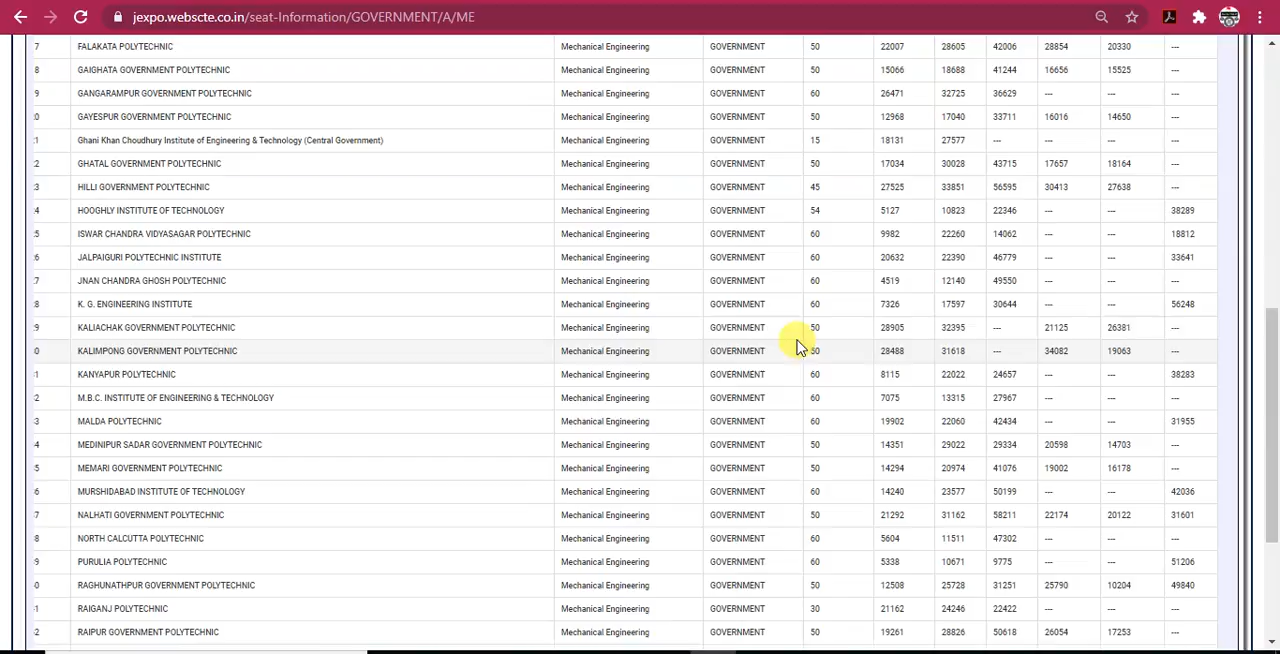 jexpo.webscte.co.in/seat-Information/GOVERNMENT/A/ME
7 FALAKATA POLYTECHNIC Mechanical Engineering GOVERNMENT 50 22007 28605 42006 28854 20330 ---
8 GAIGHATA GOVERNMENT POLYTECHNIC Mechanical Engineering GOVERNMENT 50 15066 18688 41244 16656 15525 ---
9 GANGARAMPUR GOVERNMENT POLYTECHNIC Mechanical Engineering GOVERNMENT 60 26471 32725 36629 --- --- ---
0 GAYESPUR GOVERNMENT POLYTECHNIC Mechanical Engineering GOVERNMENT 50 12968 17040 33711 16016 14650 ---
1 Ghani Khan Choudhury Institute of Engineering & Technology (Central Government) Mechanical Engineering GOVERNMENT 15 18131 27577 --- --- --- ---
2 GHATAL GOVERNMENT POLYTECHNIC Mechanical Engineering GOVERNMENT 50 17034 30028 43715 17657 18164 ---
3 HILLI GOVERNMENT POLYTECHNIC Mechanical Engineering GOVERNMENT 45 27525 33851 56595 30413 27638 ---
4 HOOGHLY INSTITUTE OF TECHNOLOGY Mechanical Engineering GOVERNMENT 54 5127 10823 22346 --- --- 38289
5 ISWAR CHANDRA VIDYASAGAR POLYTECHNIC Mechanical Engineering GOVERNMENT 60 9982 22260 14062 --- --- 18812
6 JALPAIGURI POLYTECHNIC INSTITUTE Mechanical Engineering GOVERNMENT 60 20632 22390 46779 --- --- 33641
7 JNAN CHANDRA GHOSH POLYTECHNIC Mechanical Engineering GOVERNMENT 60 4519 12140 49550 --- --- ---
8 K. G. ENGINEERING INSTITUTE Mechanical Engineering GOVERNMENT 60 7326 17597 30644 --- --- 56248
9 KALIACHAK GOVERNMENT POLYTECHNIC Mechanical Engineering GOVERNMENT 50 28905 32395 --- 21125 26381 ---
0 KALIMPONG GOVERNMENT POLYTECHNIC Mechanical Engineering GOVERNMENT 50 28488 31618 --- 34082 19063 ---
1 KANYAPUR POLYTECHNIC Mechanical Engineering GOVERNMENT 60 8115 22022 24657 --- --- 38283
2 M.B.C. INSTITUTE OF ENGINEERING & TECHNOLOGY Mechanical Engineering GOVERNMENT 60 7075 13315 27967 --- --- ---
3 MALDA POLYTECHNIC Mechanical Engineering GOVERNMENT 60 19902 22060 42434 --- --- 31955
4 MEDINIPUR SADAR GOVERNMENT POLYTECHNIC Mechanical Engineering GOVERNMENT 50 14351 29022 29334 20598 14703 ---
5 MEMARI GOVERNMENT POLYTECHNIC Mechanical Engineering GOVERNMENT 50 14294 20974 41076 19002 16178 ---
6 MURSHIDABAD INSTITUTE OF TECHNOLOGY Mechanical Engineering GOVERNMENT 60 14240 23577 50199 --- --- 42036
7 NALHATI GOVERNMENT POLYTECHNIC Mechanical Engineering GOVERNMENT 50 21292 31162 58211 22174 20122 31601
8 NORTH CALCUTTA POLYTECHNIC Mechanical Engineering GOVERNMENT 60 5604 11511 47302 --- --- ---
9 PURULIA POLYTECHNIC Mechanical Engineering GOVERNMENT 60 5338 10671 9775 --- --- 51206
0 RAGHUNATHPUR GOVERNMENT POLYTECHNIC Mechanical Engineering GOVERNMENT 50 12508 25728 31251 25790 10204 49840
1 RAIGANJ POLYTECHNIC Mechanical Engineering GOVERNMENT 30 21162 24246 22422 --- --- ---
2 RAIPUR GOVERNMENT POLYTECHNIC Mechanical Engineering GOVERNMENT 50 19261 28826 50618 26054 17253 ---